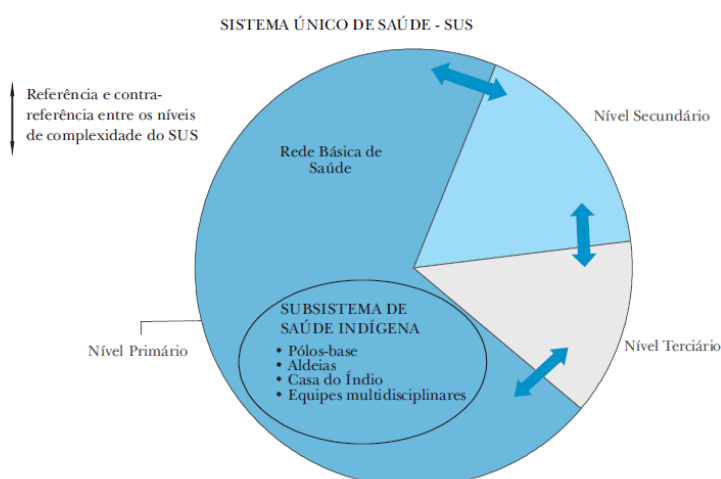 SISTEMA ÚNICO DE SAÚDE - SUS
Referência e contra-
referência entre os níveis
de complexidade do SUS
Nível Secundário
Rede Básica de
Saúde
SUBSISTEMA DE
SAÚDE INDÍGENA
• Pólos-base
• Aldeias
• Casa do Índio
• Equipes multidisciplinares
Nível Primário
Nível Terciário